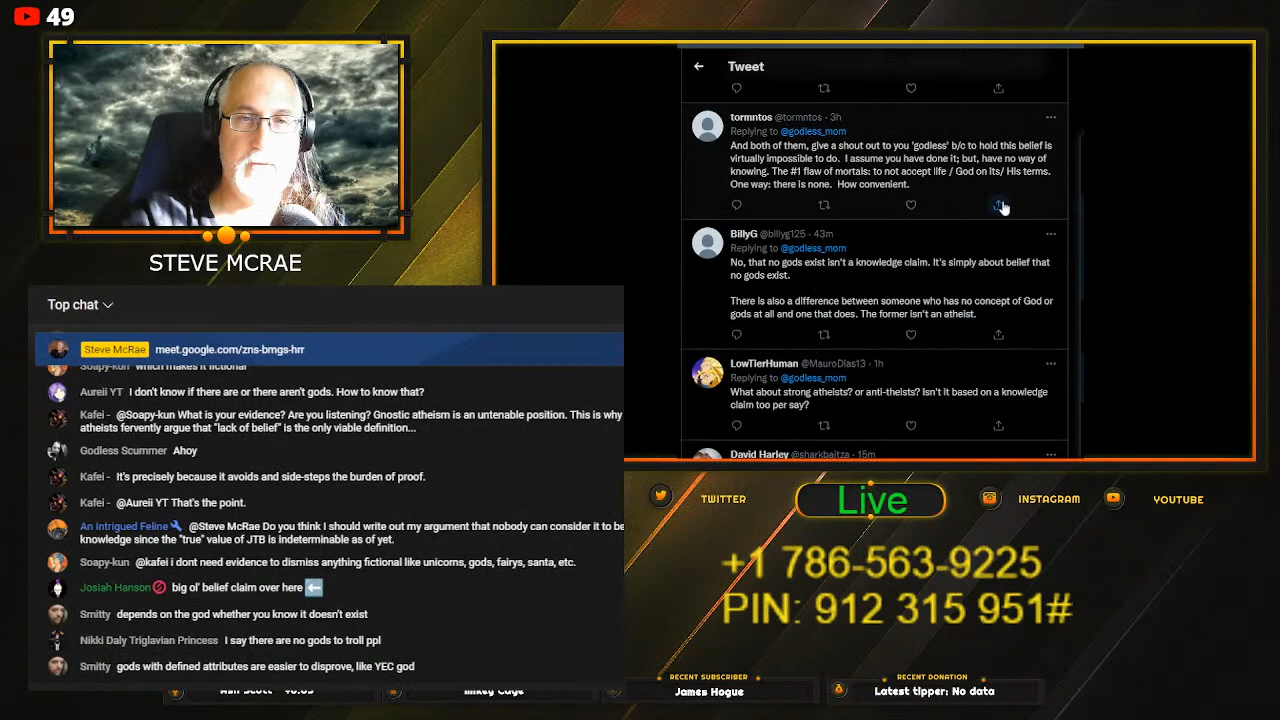 49
STEVE MCRAE
Top chat
Steve McRae meet.google.com/zns-bmgs-hrr
Soapy-kun which makes it fictional
Aureii YT I don't know if there are or there aren't gods. How to know that?
Kafei - @Soapy-kun What is your evidence? Are you listening? Gnostic atheism is an untenable position. This is why
atheists fervently argue that "lack of belief" is the only viable definition...
Godless Scummer Ahoy
Kafei - It's precisely because it avoids and side-steps the burden of proof.
Kafei - @Aureii YT That's the point.
An Intrigued Feline @Steve McRae Do you think I should write out my argument that nobody can consider it to be
knowledge since the "true" value of JTB is indeterminable as of yet.
Soapy-kun @kafei i dont need evidence to dismiss anything fictional like unicorns, gods, fairys, santa, etc.
Josiah Hanson big ol' belief claim over here
Smitty depends on the god whether you know it doesn't exist
Nikki Daly Triglavian Princess I say there are no gods to troll ppl
Smitty gods with defined attributes are easier to disprove, like YEC god
Tweet
tormntos @tormntos · 3h
Replying to @godless_mom
And both of them, give a shout out to you 'godless' b/c to hold this belief is
virtually impossible to do. I assume you have done it; but, have no way of
knowing. The #1 flaw of mortals: to not accept life / God on Its/ His terms.
One way: there is none. How convenient.
BillyG @billyg125 · 43m
Replying to @godless_mom
No, that no gods exist isn't a knowledge claim. It's simply about belief that
no gods exist.
There is also a difference between someone who has no concept of God or
gods at all and one that does. The former isn't an atheist.
LowTierHuman @MauroDias13 · 1h
Replying to @godless_mom
What about strong atheists? or anti-theists? Isn't it based on a knowledge
claim too per say?
David Harley @sharkbaitza · 15m
TWITTER
Live
INSTAGRAM
YOUTUBE
+1 786-563-9225
PIN: 912 315 951#
Mikey Cage
RECENT SUBSCRIBER
James Hogue
RECENT DONATION
Latest tipper: No data